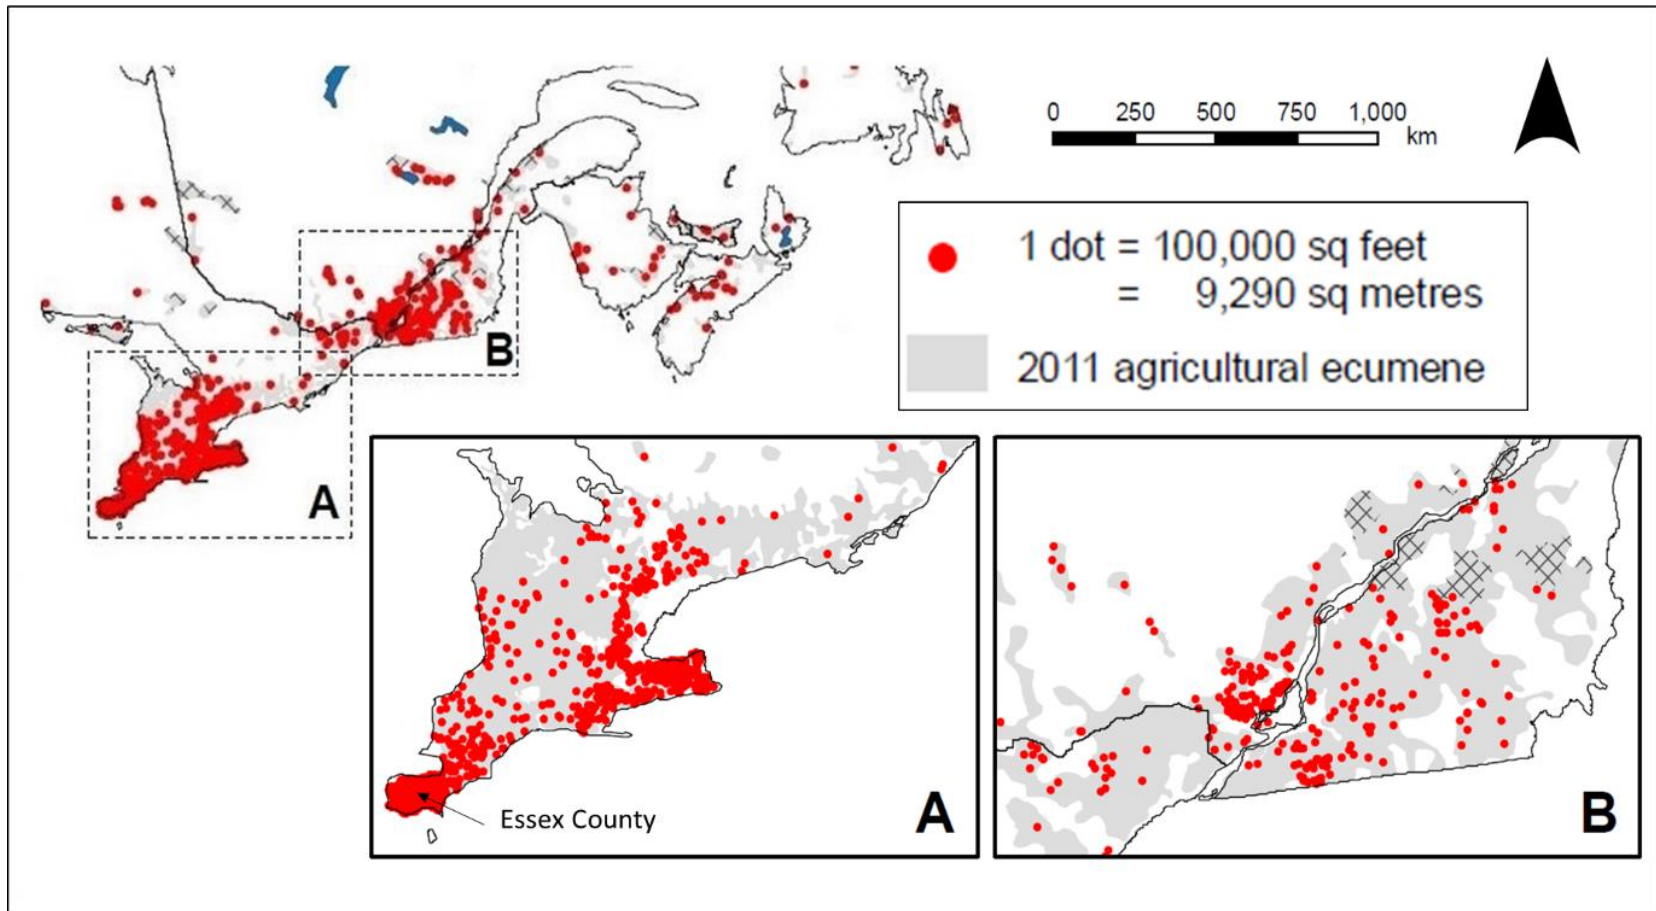 0 250 500 750 1,000
km
1 dot = 100,000 sq feet
= 9,290 sq metres
2011 agricultural ecumene
B
A
Essex County
A
B